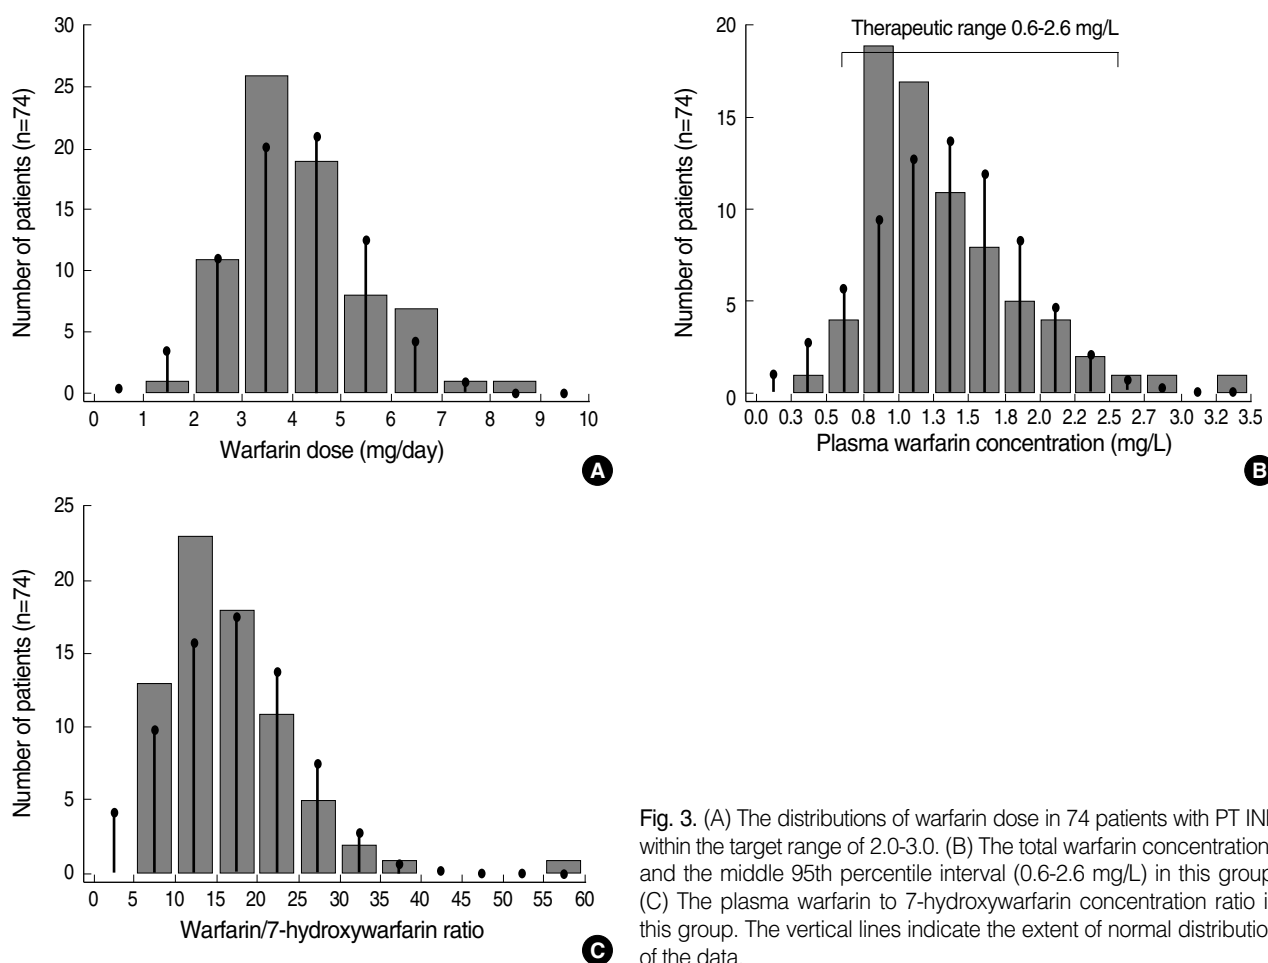 30
25
20
15
10
5
0
Number of patients (n=74)
0 1 2 3 4 5 6 7 8 9 10
Warfarin dose (mg/day)
A
Therapeutic range 0.6-2.6 mg/L
20
15
10
5
0
Number of patients (n=74)
0.0 0.3 0.5 0.8 1.0 1.3 1.5 1.8 2.0 2.2 2.7 3.0 3.2 3.5
Plasma warfarin concentration (mg/L)
B
25
20
15
10
5
0
Number of patients (n=74)
0 5 10 15 20 25 30 35 40 45 50 55 60
Warfarin/7-hydroxywarfarin ratio
C
Fig. 3. (A) The distributions of warfarin dose in 74 patients with PT IN
within the target range of 2.0-3.0. (B) The total warfarin concentration
and the middle 95th percentile interval (0.6-2.6 mg/L) in this group
(C) The plasma warfarin to 7-hydroxywarfarin concentration ratio i
this group. The vertical lines indicate the extent of normal distributio
of the data.